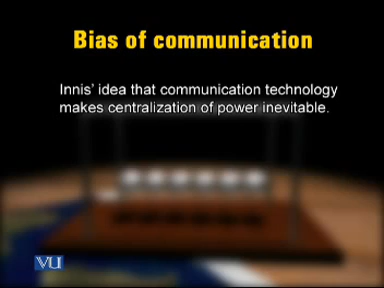 Bias of communication
Innis' idea that communication technology
makes centralization of power inevitable.
VU